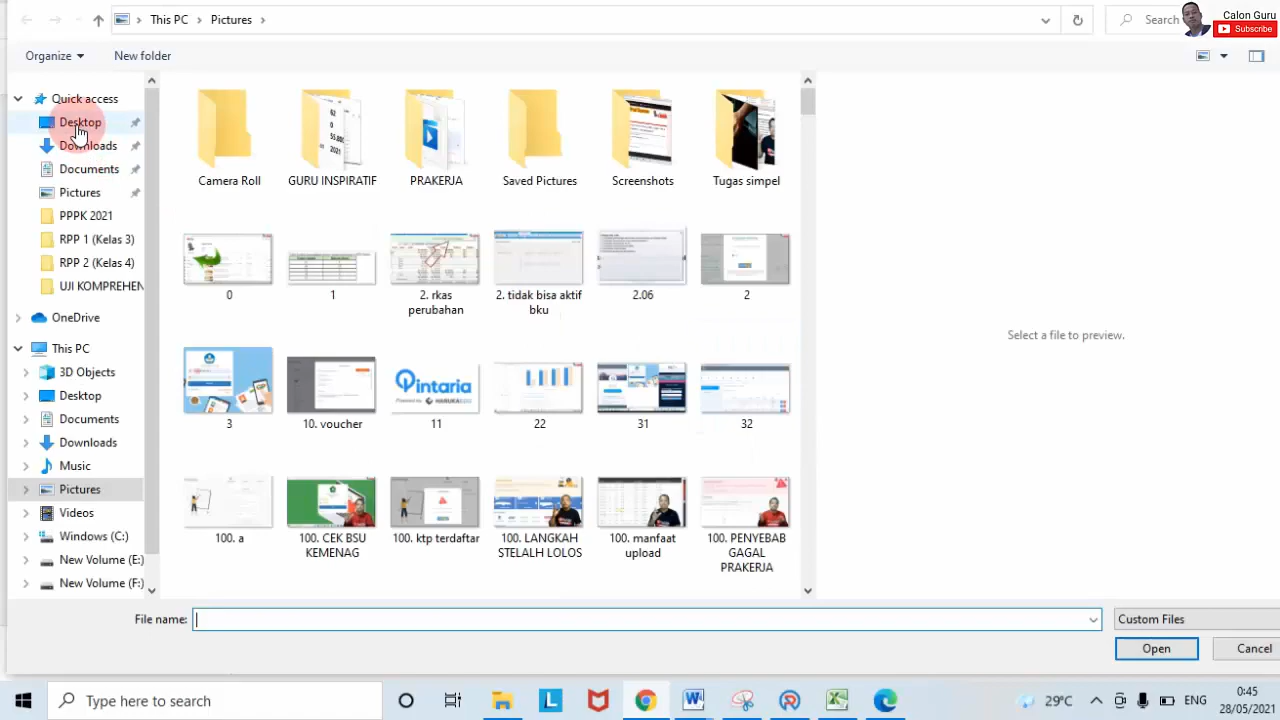 This PC
Pictures
Search
Calon Guru
Subscribe
Organize
New folder
Quick access
Desktop
Downloads
Documents
Pictures
PPPK 2021
RPP 1 (Kelas 3)
RPP 2 (Kelas 4)
UJI KOMPREHEN
OneDrive
This PC
3D Objects
Desktop
Documents
Downloads
Music
Pictures
Videos
Windows (C:)
New Volume (E:)
New Volume (F:)
Camera Roll
GURU INSPIRATIF
PRAKERJA
Saved Pictures
Screenshots
Tugas simpel
0
1
2. rkas
perubahan
2. tidak bisa aktif
bku
2.06
2
3
10. voucher
Qintaria
11
22
31
32
100. a
100. CEK BSU
KEMENAG
100. ktp terdaftar
100. LANGKAH
STELALH LOLOS
100. manfaat
upload
100. PENYEBAB
GAGAL
PRAKERJA
Select a file to preview.
File name:
Custom Files
Open
Cancel
Type here to search
29°C
ENG
0:45
28/05/2021